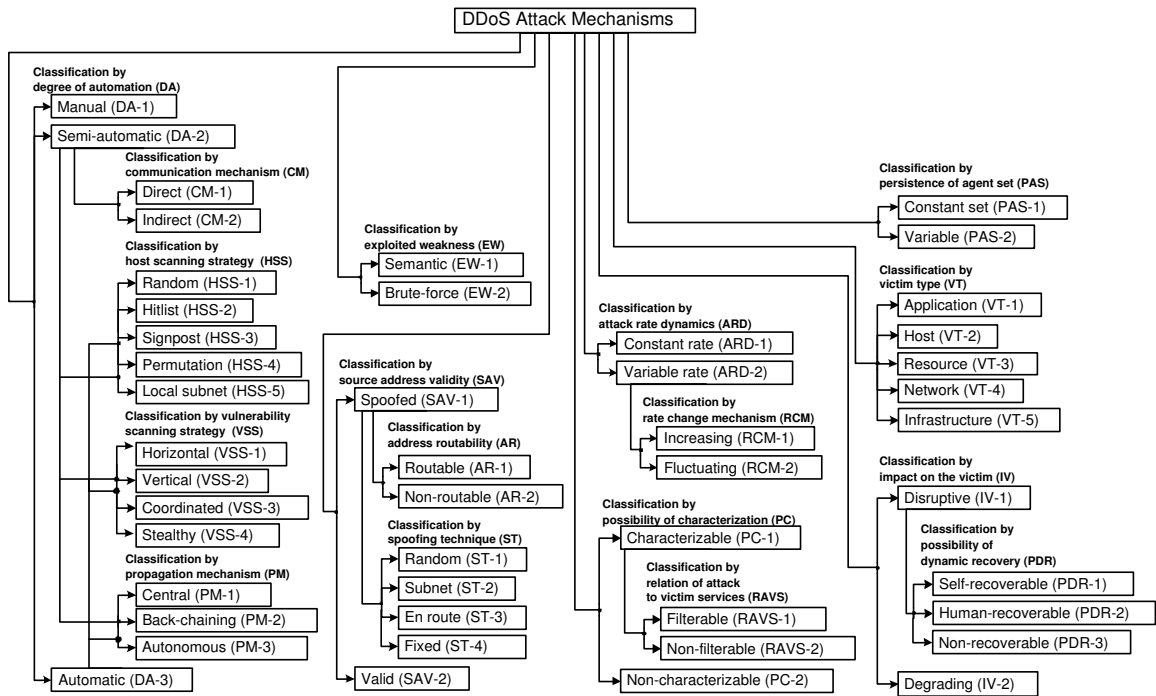 DDoS Attack Mechanisms
Classification by
degree of automation (DA)
Manual (DA-1)
Semi-automatic (DA-2)
Classification by
communication mechanism (CM)
Direct (CM-1)
Indirect (CM-2)
Classification by
host scanning strategy (HSS)
Random (HSS-1)
Hitlist (HSS-2)
Signpost (HSS-3)
Permutation (HSS-4)
Local subnet (HSS-5)
Classification by vulnerability
scanning strategy (VSS)
Horizontal (VSS-1)
Vertical (VSS-2)
Coordinated (VSS-3)
Stealthy (VSS-4)
Classification by
propagation mechanism (PM)
Central (PM-1)
Back-chaining (PM-2)
Autonomous (PM-3)
Automatic (DA-3)
Classification by
exploited weakness (EW)
Semantic (EW-1)
Brute-force (EW-2)
Classification by
source address validity (SAV)
Spoofed (SAV-1)
Classification by
address routability (AR)
Routable (AR-1)
Non-routable (AR-2)
Classification by
spoofing technique (ST)
Random (ST-1)
Subnet (ST-2)
En route (ST-3)
Fixed (ST-4)
Valid (SAV-2)
Classification by
attack rate dynamics (ARD)
Constant rate (ARD-1)
Variable rate (ARD-2)
Classification by
rate change mechanism (RCM)
Increasing (RCM-1)
Fluctuating (RCM-2)
Classification by
possibility of characterization (PC)
Characterizable (PC-1)
Classification by
relation of attack
to victim services (RAVS)
Filterable (RAVS-1)
Non-filterable (RAVS-2)
Non-characterizable (PC-2)
Classification by
persistence of agent set (PAS)
Constant set (PAS-1)
Variable (PAS-2)
Classification by
victim type (VT)
Application (VT-1)
Host (VT-2)
Resource (VT-3)
Network (VT-4)
Infrastructure (VT-5)
Classification by
impact on the victim (IV)
Disruptive (IV-1)
Classification by
possibility of
dynamic recovery (PDR)
Self-recoverable (PDR-1)
Human-recoverable (PDR-2)
Non-recoverable (PDR-3)
Degrading (IV-2)